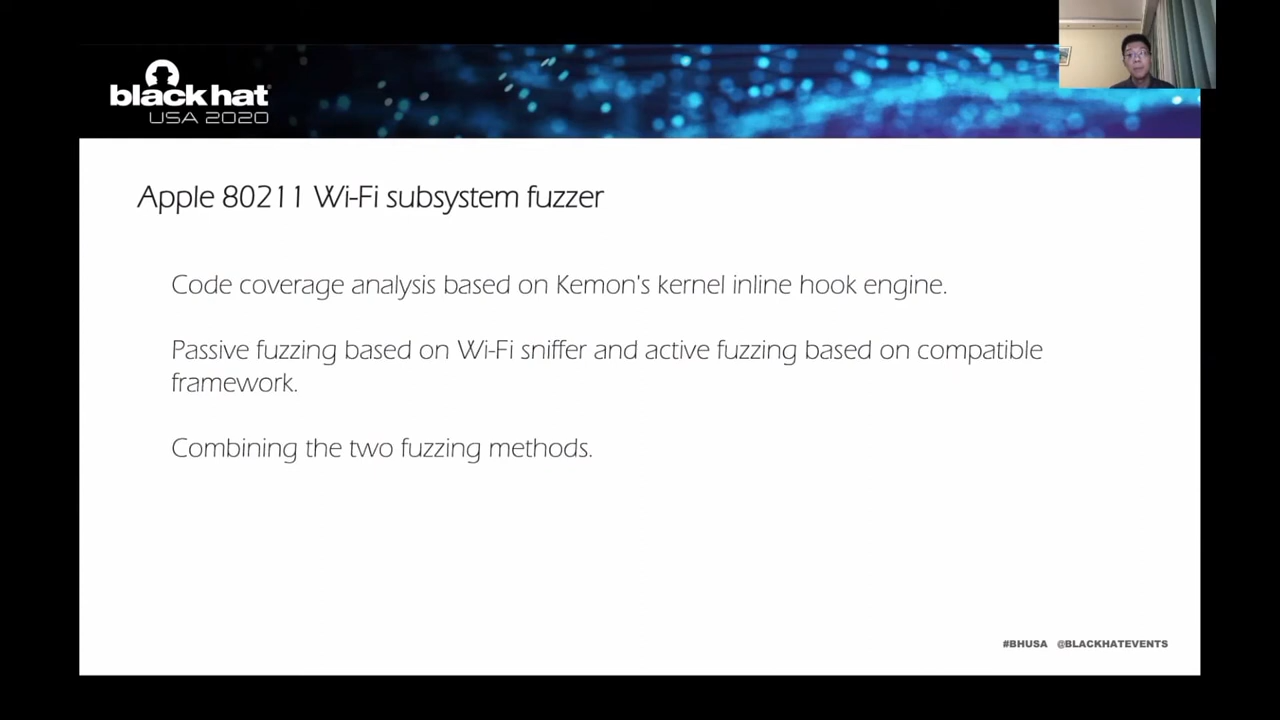 black hat
USA 2020
Apple 80211 Wi-Fi subsystem fuzzer
Code coverage analysis based on Kemon's kernel inline hook engine.
Passive fuzzing based on Wi-Fi sniffer and active fuzzing based on compatible
framework.
Combining the two fuzzing methods.
#BHUSA @BLACKHATEVENTS